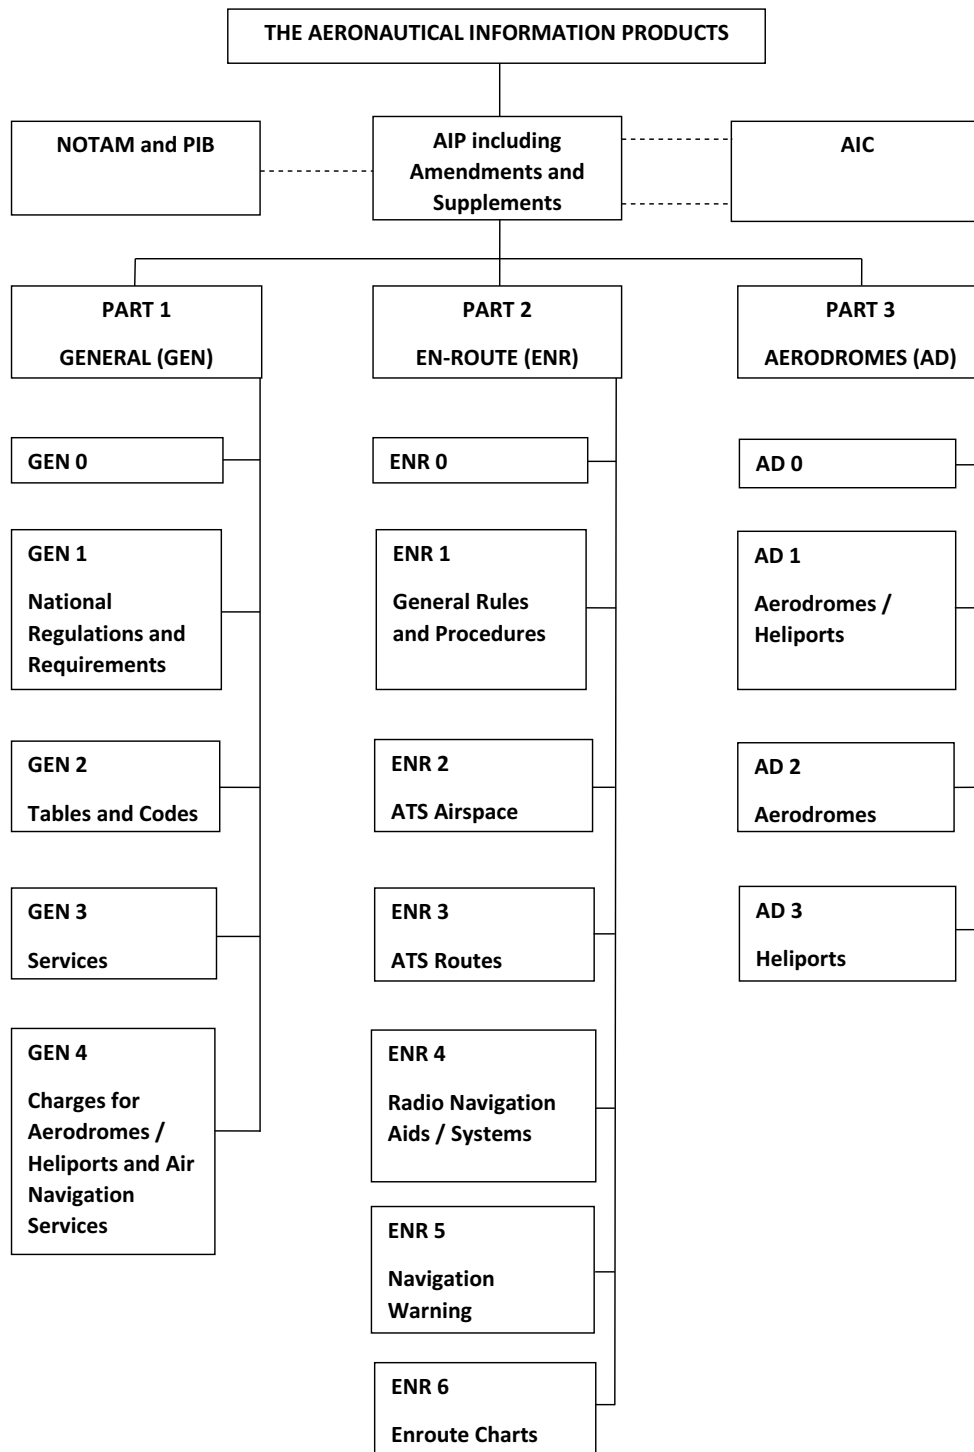 THE AERONAUTICAL INFORMATION PRODUCTS
NOTAM and PIB
AIP including
Amendments and
Supplements
AIC
PART 1
GENERAL (GEN)
PART 2
EN-ROUTE (ENR)
PART 3
AERODROMES (AD)
GEN 0
GEN 1
National
Regulations and
Requirements
GEN 2
Tables and Codes
GEN 3
Services
GEN 4
Charges for
Aerodromes /
Heliports and Air
Navigation
Services
ENR 0
ENR 1
General Rules
and Procedures
ENR 2
ATS Airspace
ENR 3
ATS Routes
ENR 4
Radio Navigation
Aids / Systems
ENR 5
Navigation
Warning
ENR 6
Enroute Charts
AD 0
AD 1
Aerodromes /
Heliports
AD 2
Aerodromes
AD 3
Heliports